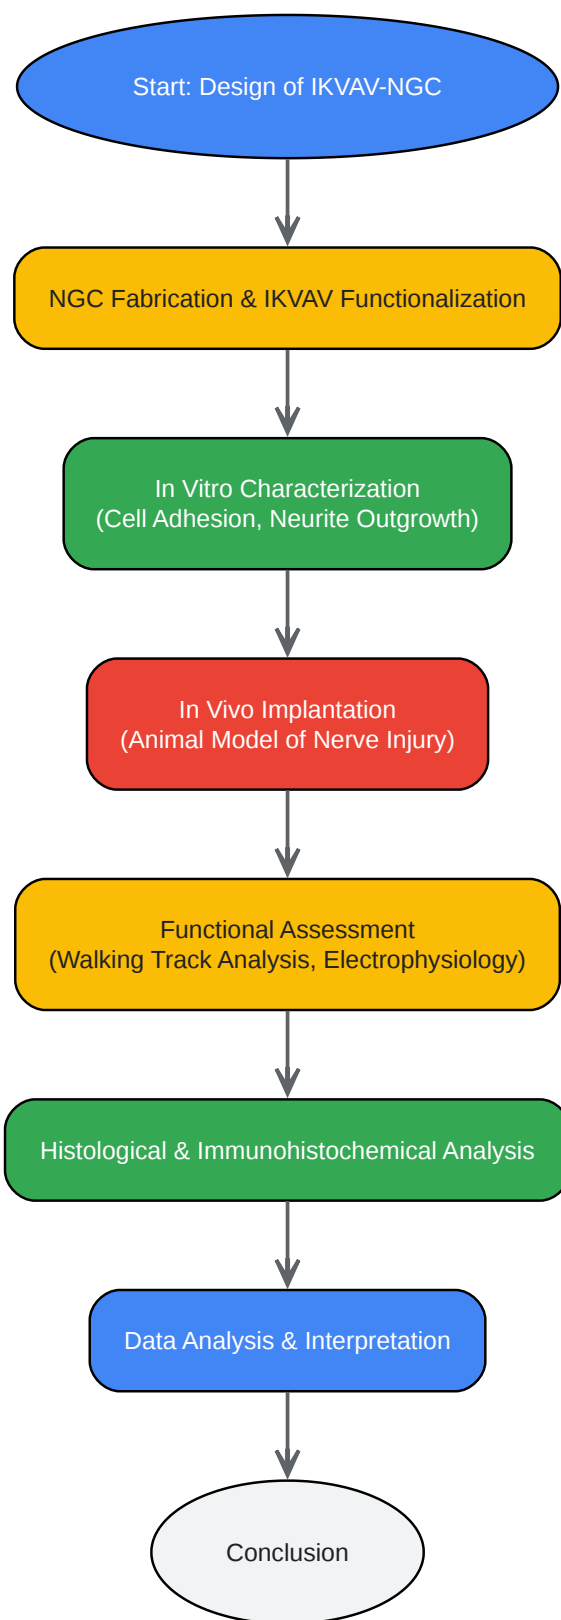 Start: Design of IKVAV-NGC
NGC Fabrication & IKVAV Functionalization
In Vitro Characterization
(Cell Adhesion, Neurite Outgrowth)
In Vivo Implantation
(Animal Model of Nerve Injury)
Functional Assessment
(Walking Track Analysis, Electrophysiology)
Histological & Immunohistochemical Analysis
Data Analysis & Interpretation
Conclusion